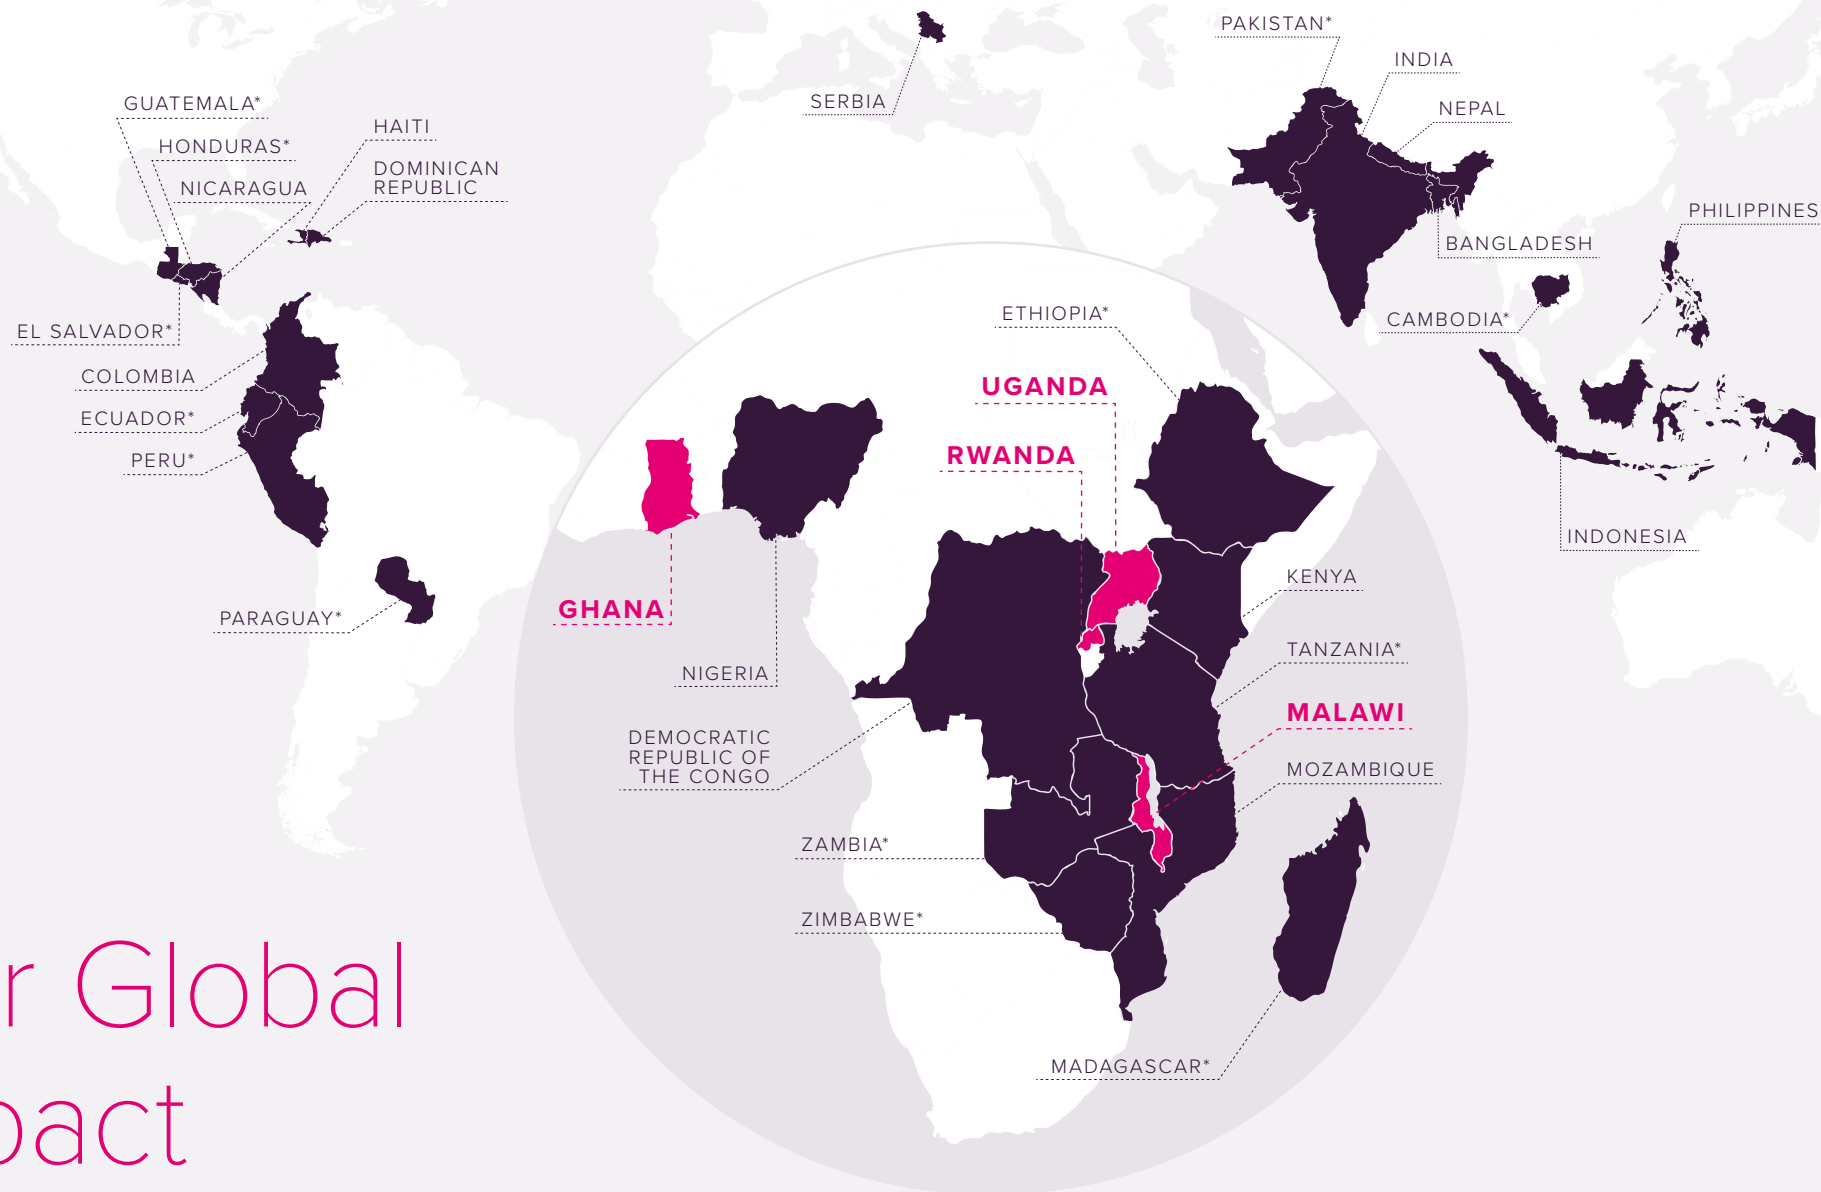 PAKISTAN*
INDIA
NEPAL
SERBIA
GUATEMALA*
HONDURAS*
NICARAGUA
HAITI
DOMINICAN
REPUBLIC
PHILIPPINES
BANGLADESH
CAMBODIA*
INDONESIA
EL SALVADOR*
COLOMBIA
ECUADOR*
PERU*
PARAGUAY*
ETHIOPIA*
UGANDA
RWANDA
GHANA
NIGERIA
KENYA
TANZANIA*
MALAWI
MOZAMBIQUE
DEMOCRATIC
REPUBLIC OF
THE CONGO
ZAMBIA*
ZIMBABWE*
MADAGASCAR*
r Global
pact